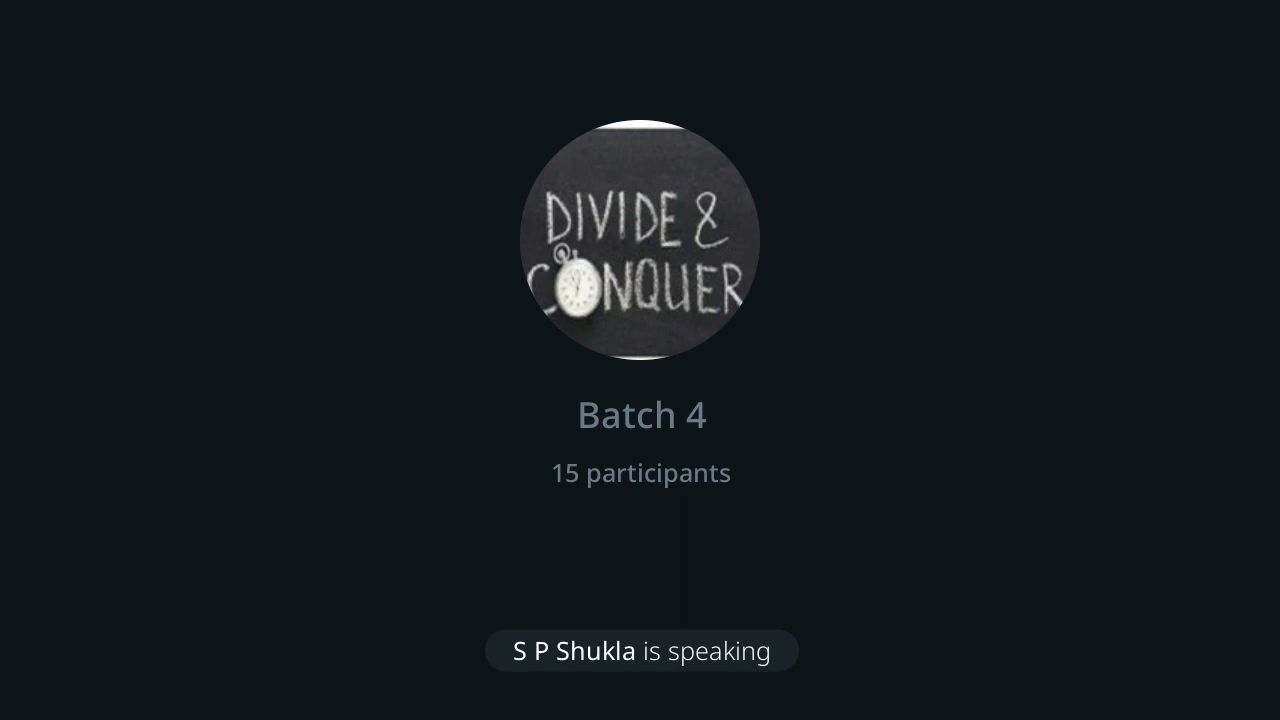 DIVIDE &
CONQUER
Batch 4
15 participants
S P Shukla is speaking